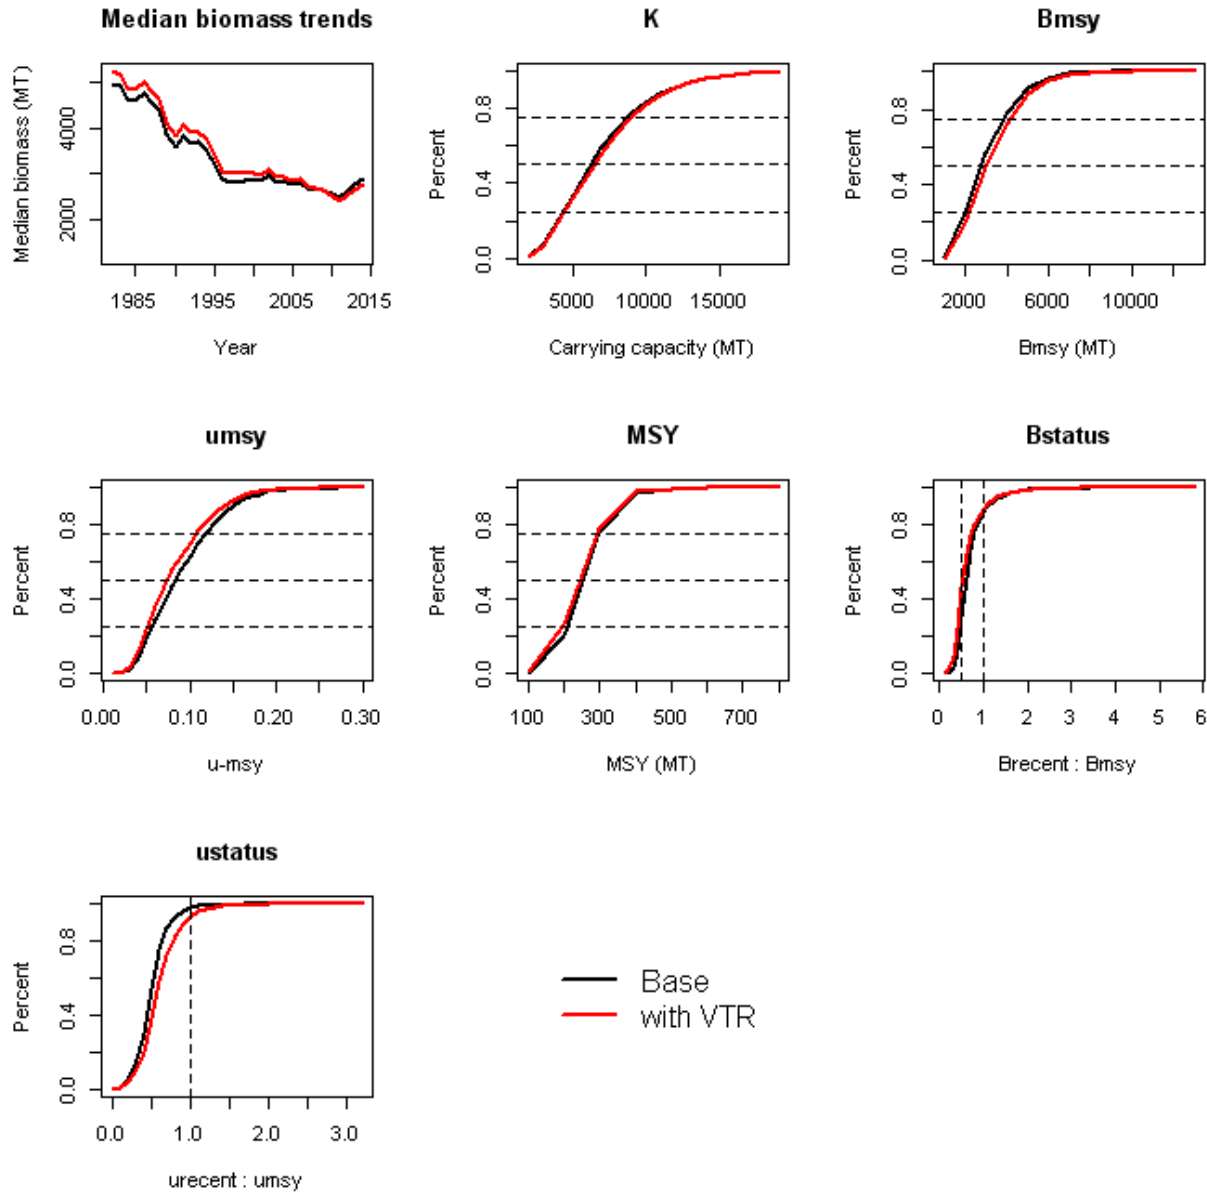 Median biomass trends
Median biomass (MT)
2000 4000
1985 1995 2005 2015
Year
K
Percent
0.0 0.4 0.8
5000 10000 15000
Carrying capacity (MT)
Bmsy
Percent
0.0 0.4 0.8
2000 6000 10000
Bmsy (MT)
umsy
Percent
0.0 0.4 0.8
0.00 0.10 0.20 0.30
u-msy
MSY
Percent
0.0 0.4 0.8
100 300 500 700
MSY (MT)
Bstatus
Percent
0.0 0.4 0.8
0 1 2 3 4 5 6
Brecent : Bmsy
ustatus
Percent
0.0 0.4 0.8
0.0 1.0 2.0 3.0
urecent : umsy
Base
with VTR